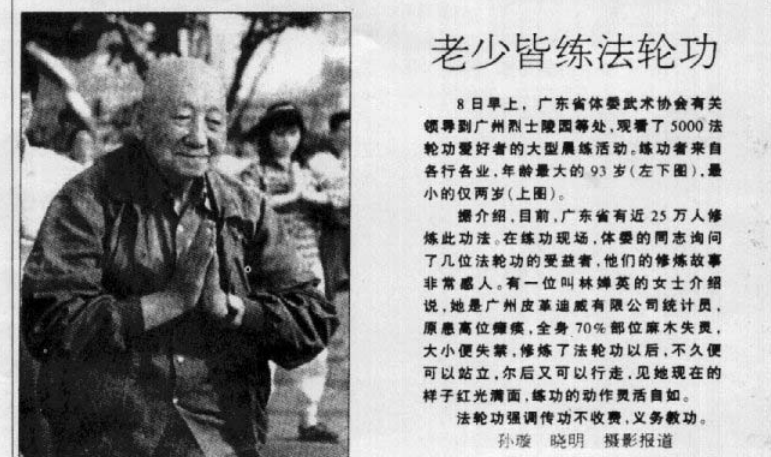 老少皆练法轮功
8日早上，广东省体委武术协会有关
领导到广州烈士陵园等处,观看了5000法
轮功爱好者的大型晨练活动。练功者来自
各行各业,年龄最大的93岁(左下图),最
小的仅两岁(上图)。
据介绍,目前,广东省有近25万人修
炼此功法。在练功现场,体委的同志询问
了几位法轮功的受益者,他们的修炼故事
非常感人。有一位叫林婵英的女士介绍
说,她是广州皮革迪威有限公司统计员,
原患高位瘫痪,全身70%部位麻木失灵,
大小便失禁,修炼了法轮功以后,不久便
可以站立,尔后又可以行走,见她现在的
样子红光满面,练功的动作灵活自如。
法轮功强调传功不收费,义务教功。
孙璇 晓明 摄影报道